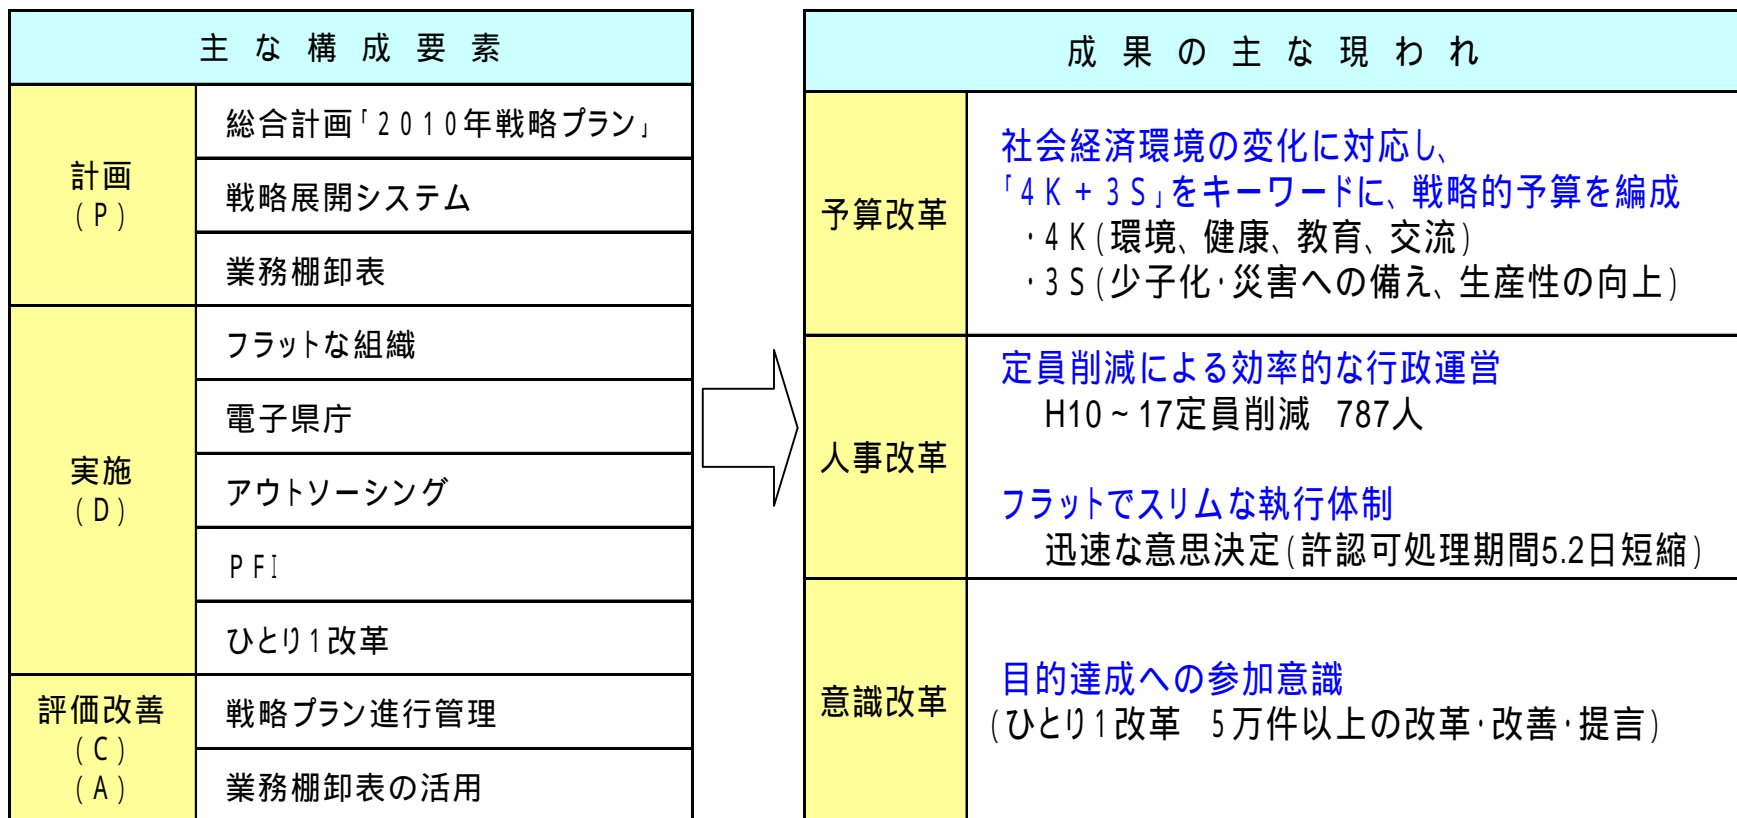 主な構成要素
計画
(P)
総合計画「2010年戦略プラン」
戦略展開システム
業務棚卸表
実施
(D)
フラットな組織
電子県庁
アウトソーシング
PFI
ひとり1改革
評価改善
(C)
(A)
戦略プラン進行管理
業務棚卸表の活用
成果の主な現われ
予算改革
社会経済環境の変化に対応し、
「4K+3S」をキーワードに、戦略的予算を編成
・4K(環境、健康、教育、交流)
・3S(少子化・災害への備え、生産性の向上)
人事改革
定員削減による効率的な行政運営
H10~17定員削減 787人
フラットでスリムな執行体制
迅速な意思決定(許認可処理期間5.2日短縮)
意識改革
目的達成への参加意識
(ひとり1改革 5万件以上の改革・改善・提言)